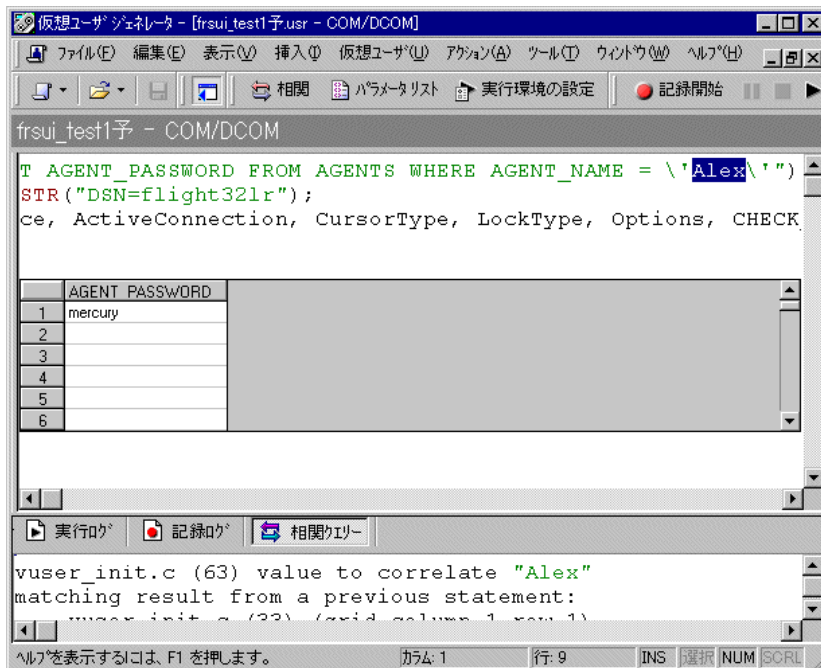 仮想ユーザジェネレータ - [frsui_test1予.usr - COM/DCOM]
ファイル(F) 編集(E) 表示(V) 挿入(I) 仮想ユーザ(U) アクション(A) ツール(T) ウィンドウ(W) ヘルプ(H)
相関 パラメータリスト 実行環境の設定 記録開始
frsui_test1予 - COM/DCOM
T AGENT_PASSWORD FROM AGENTS WHERE AGENT_NAME = \'Alex\'")
STR("DSN=flight32lr");
ce, ActiveConnection, CursorType, LockType, Options, CHECK_
AGENT PASSWORD
1 mercury
2
3
4
5
6
実行ログ 記録ログ 相関クエリー
vuser_init.c (63) value to correlate "Alex"
matching result from a previous statement:
vuser_init.c (33) (grid column 1 row 1)
ヘルプを表示するには、F1 を押します。 カラム: 1 行: 9 INS 選択 NUM SCRL